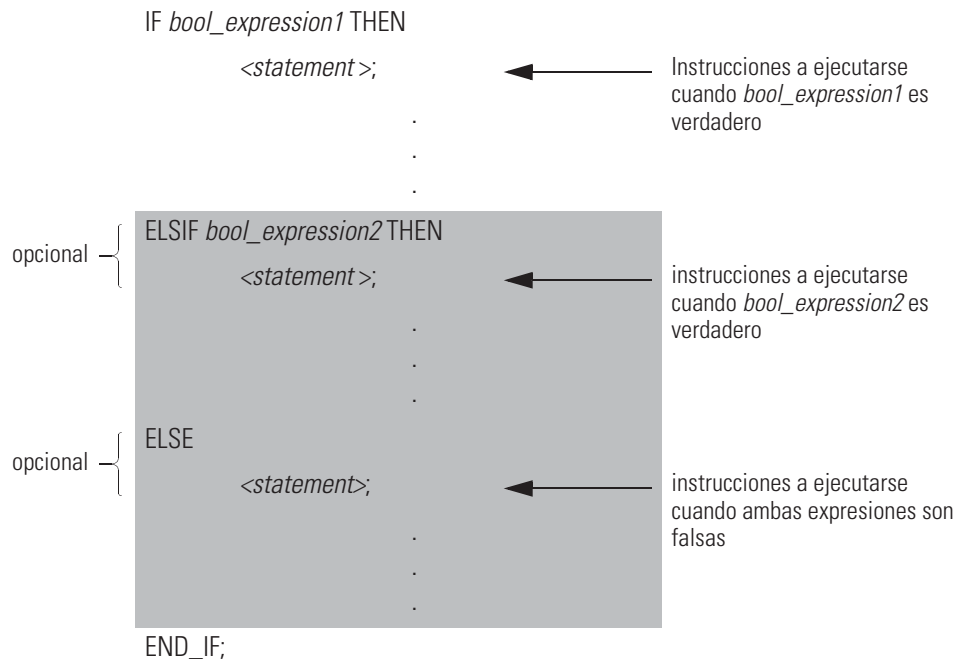 IF bool_expression1 THEN
<statement >;
Instrucciones a ejecutarse
cuando bool_expression1 es
verdadero
.
.
.
opcional
ELSIF bool_expression2 THEN
<statement >;
instrucciones a ejecutarse
cuando bool_expression2 es
verdadero
.
.
.
opcional
ELSE
<statement>;
instrucciones a ejecutarse
cuando ambas expresiones son
falsas
.
.
.
END_IF;